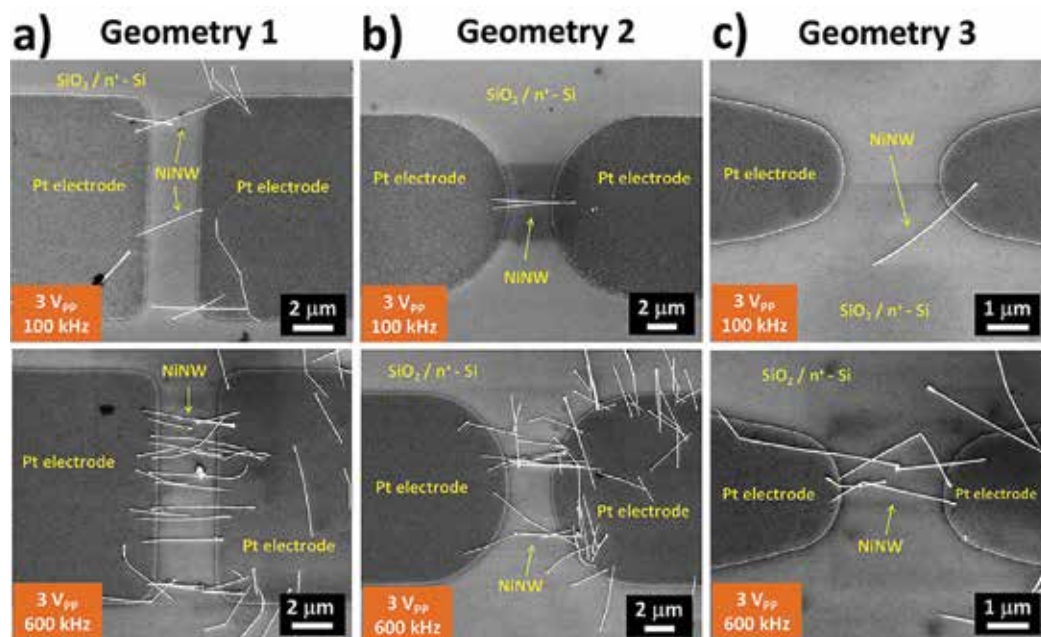 a) Geometry 1
b) Geometry 2
c) Geometry 3
SiO₂ / n⁺ - Si
NiNW
Pt electrode
Pt electrode
3 Vₚₚ
100 kHz
2 μm
SiO₂ / n⁺ - Si
Pt electrode
Pt electrode
NiNW
3 Vₚₚ
100 kHz
2 μm
Pt electrode
NiNW
SiO₂ / n⁺ - Si
3 Vₚₚ
100 kHz
1 μm
NiNW
Pt electrode
Pt electrode
3 Vₚₚ
600 kHz
2 μm
SiO₂ / n⁺ - Si
Pt electrode
Pt electrode
NiNW
3 Vₚₚ
600 kHz
2 μm
SiO₂ / n⁺ - Si
Pt electrode
Pt electrode
NiNW
3 Vₚₚ
600 kHz
1 μm